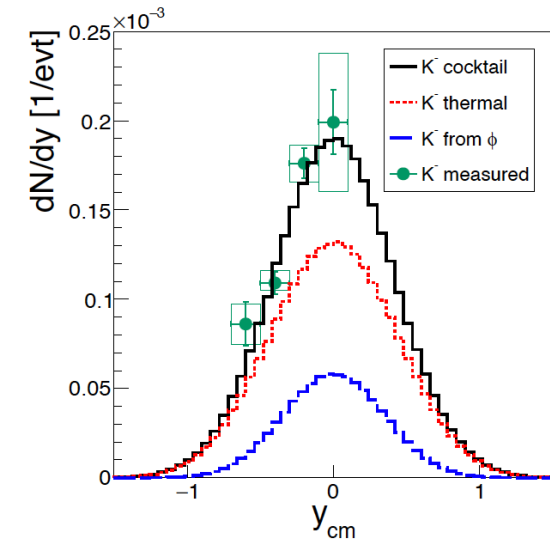 ×10⁻³
0.25
0.2
0.15
0.1
0.05
0
dN/dy [1/evt]
K⁻ cocktail
K⁻ thermal
K⁻ from ϕ
K⁻ measured
−1 0 1
y_cm